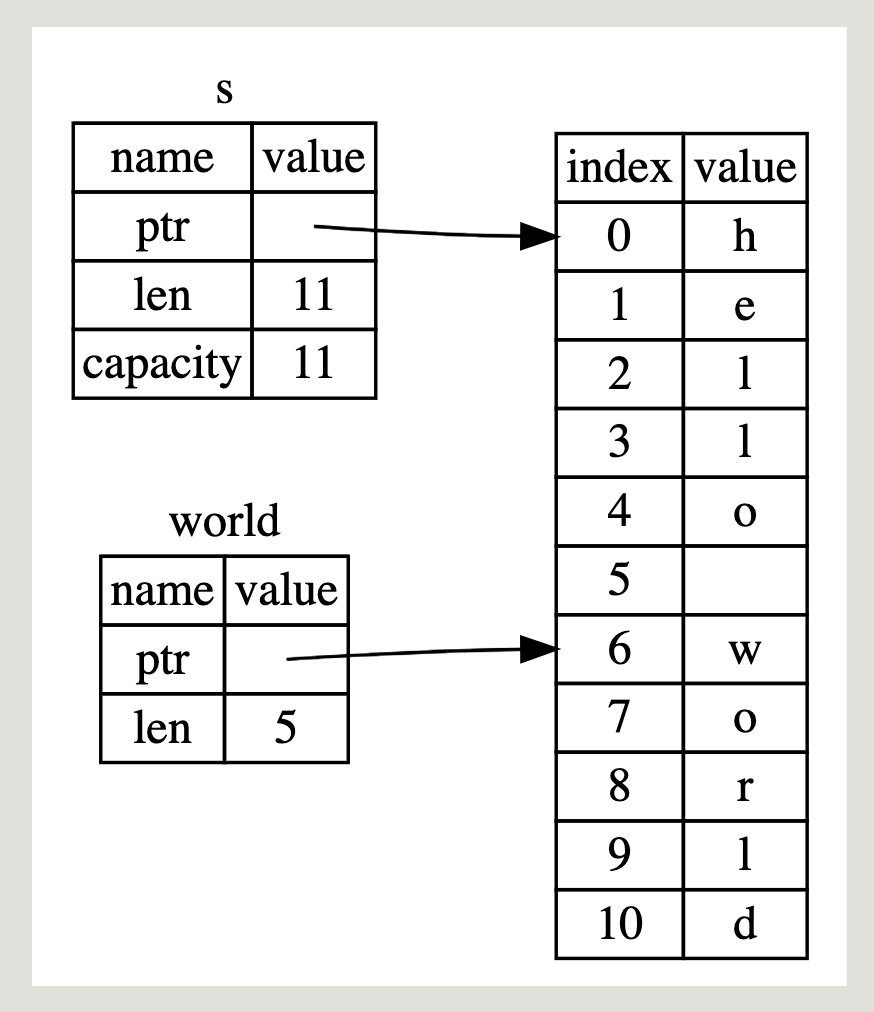 s
name value
ptr
len 11
capacity 11
world
name value
ptr
len 5
index value
0 h
1 e
2 l
3 l
4 o
5
6 w
7 o
8 r
9 l
10 d